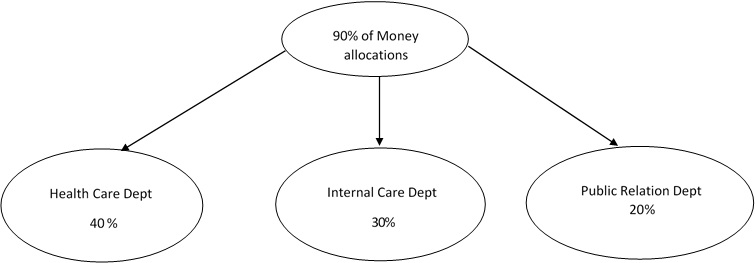 90% of Money
allocations
Health Care Dept
40 %
Internal Care Dept
30%
Public Relation Dept
20%